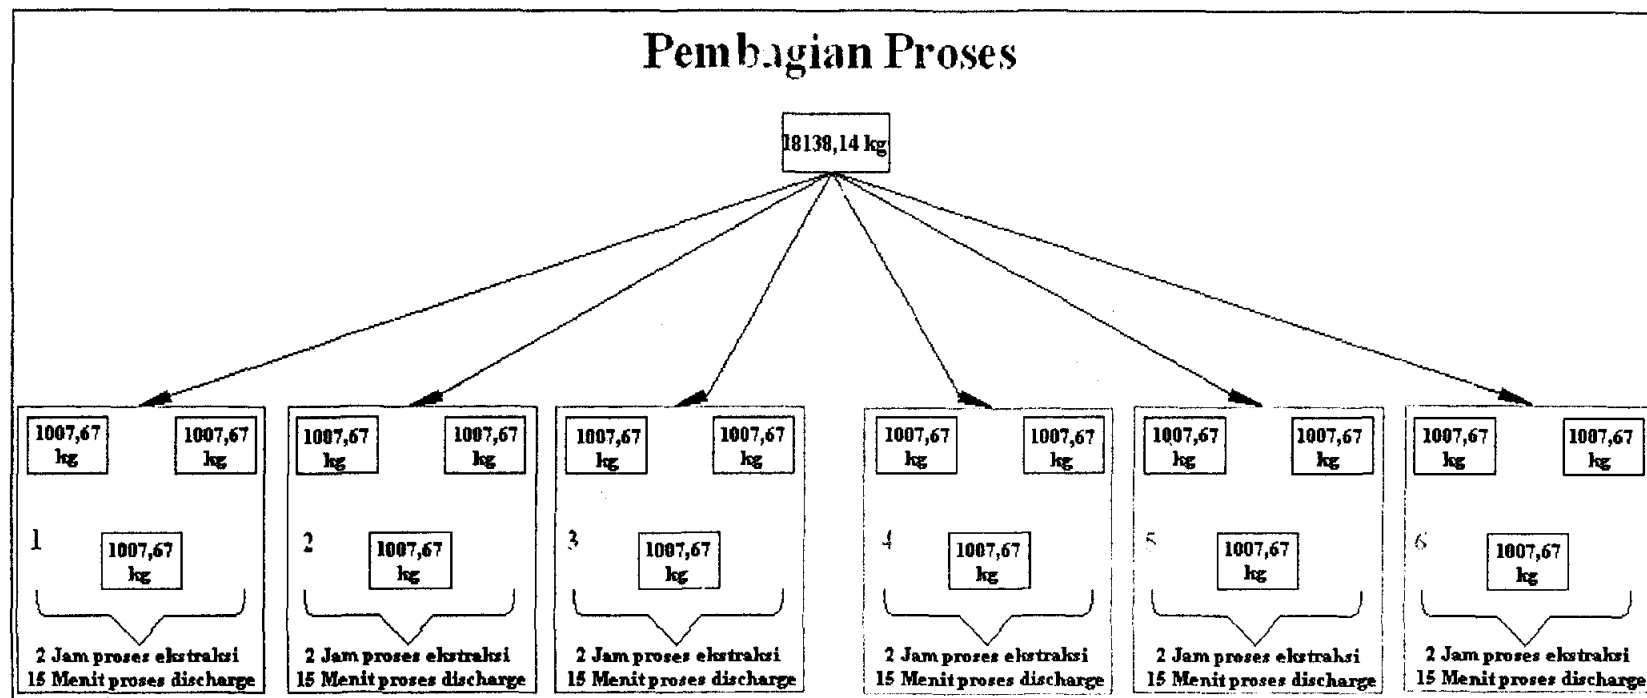 Pembagian Proses
18138,14 kg
1007,67
kg
1007,67
kg
1
1007,67
kg
2 Jam proses ekstraksi
15 Menit proses discharge
1007,67
kg
1007,67
kg
2
1007,67
kg
2 Jam proses ekstraksi
15 Menit proses discharge
1007,67
kg
1007,67
kg
3
1007,67
kg
2 Jam proses ekstraksi
15 Menit proses discharge
1007,67
kg
1007,67
kg
4
1007,67
kg
2 Jam proses ekstraksi
15 Menit proses discharge
1007,67
kg
1007,67
kg
5
1007,67
kg
2 Jam proses ekstraksi
15 Menit proses discharge
1007,67
kg
1007,67
kg
6
1007,67
kg
2 Jam proses ekstraksi
15 Menit proses discharge